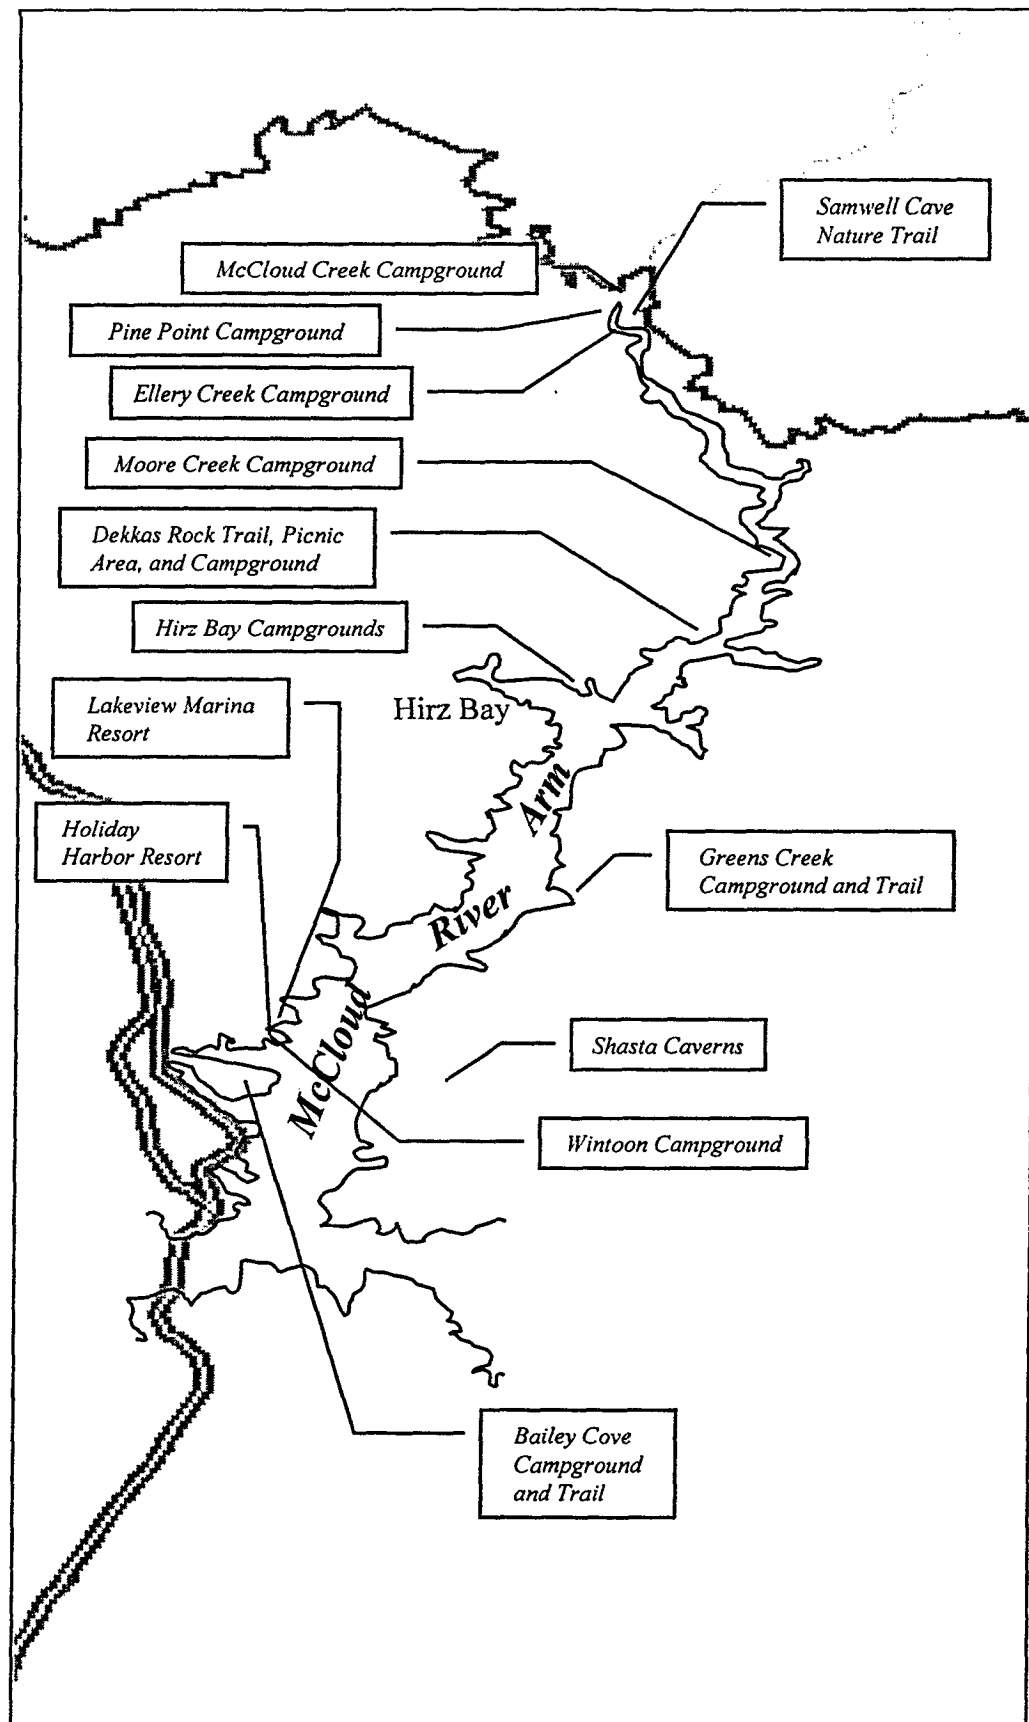 Samwell Cave
Nature Trail
McCloud Creek Campground
Pine Point Campground
Ellery Creek Campground
Moore Creek Campground
Dekkas Rock Trail, Picnic
Area, and Campground
Hirz Bay Campgrounds
Hirz Bay
Lakeview Marina
Resort
Holiday
Harbor Resort
Greens Creek
Campground and Trail
McCloud River Arm
Shasta Caverns
Wintoon Campground
Bailey Cove
Campground
and Trail